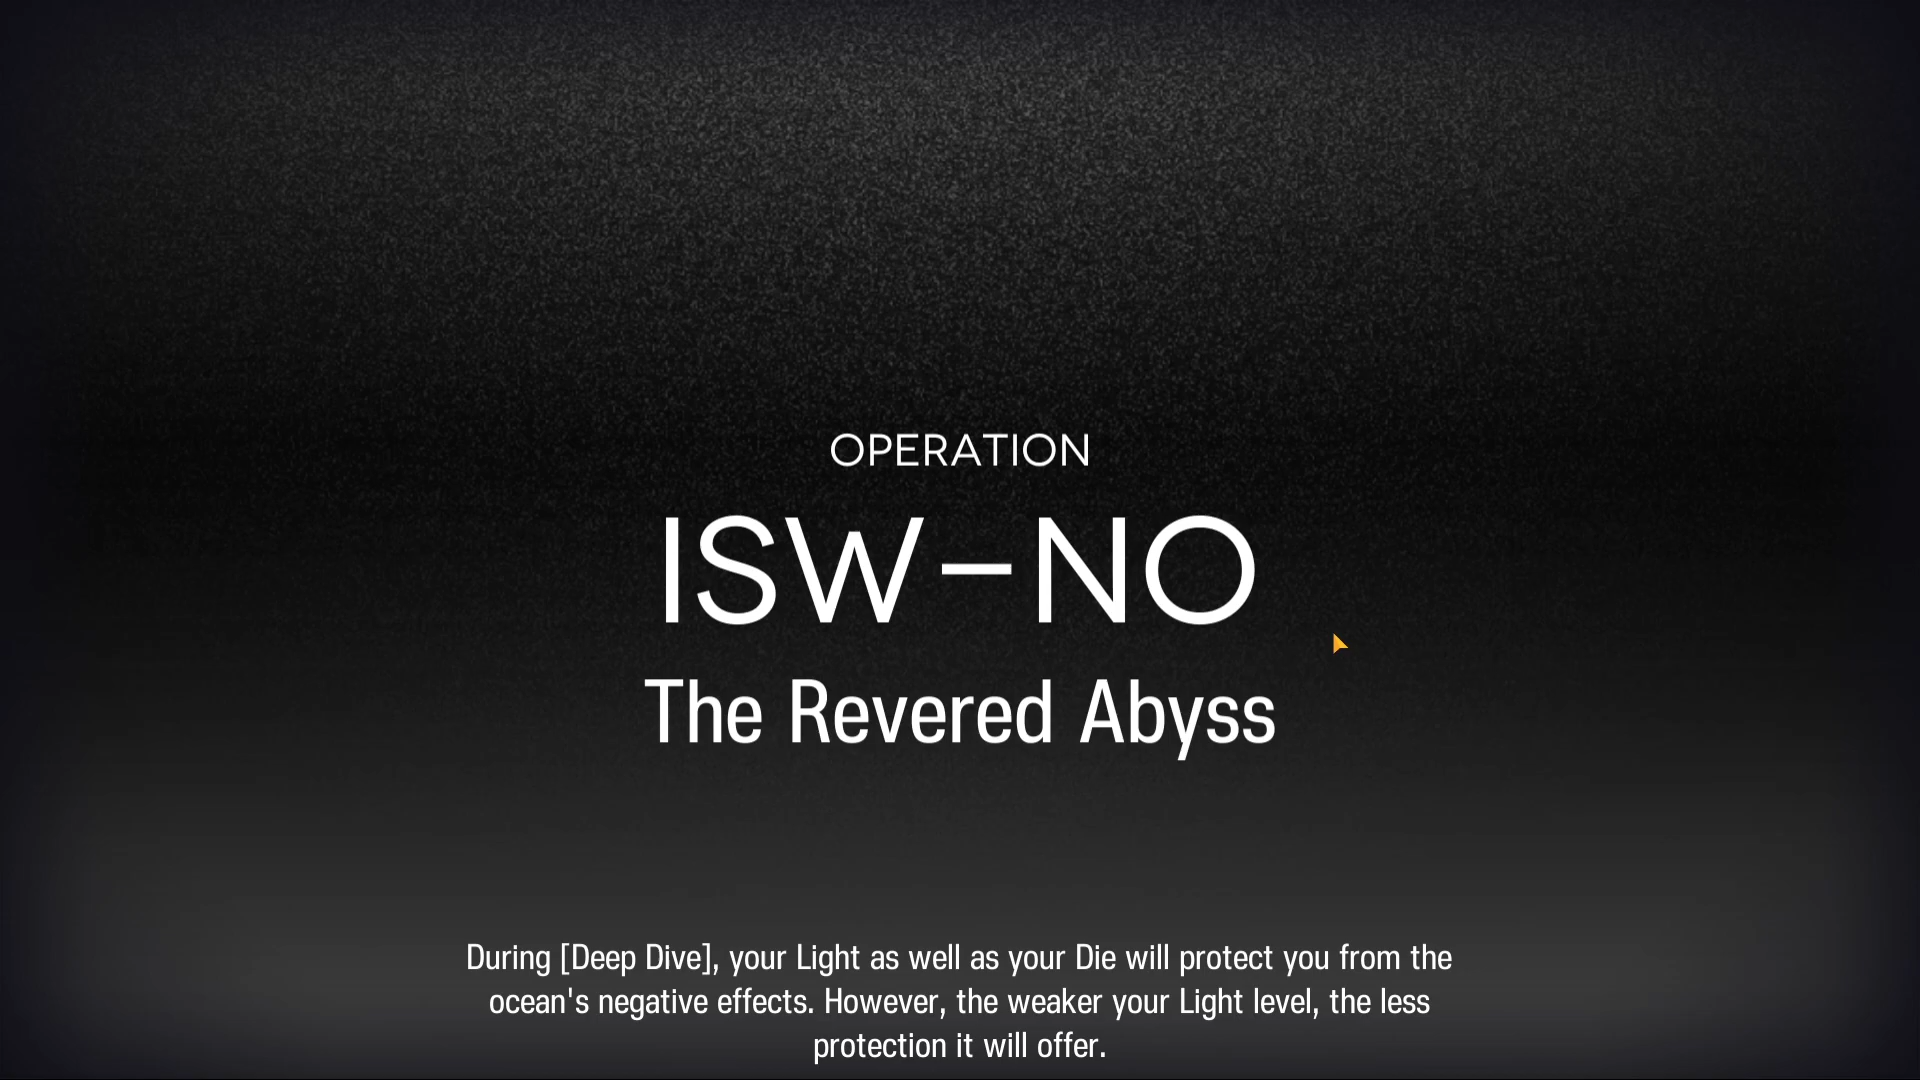 OPERATION
ISW-NO
The Revered Abyss
During [Deep Dive], your Light as well as your Die will protect you from the
ocean's negative effects. However, the weaker your Light level, the less
protection it will offer.